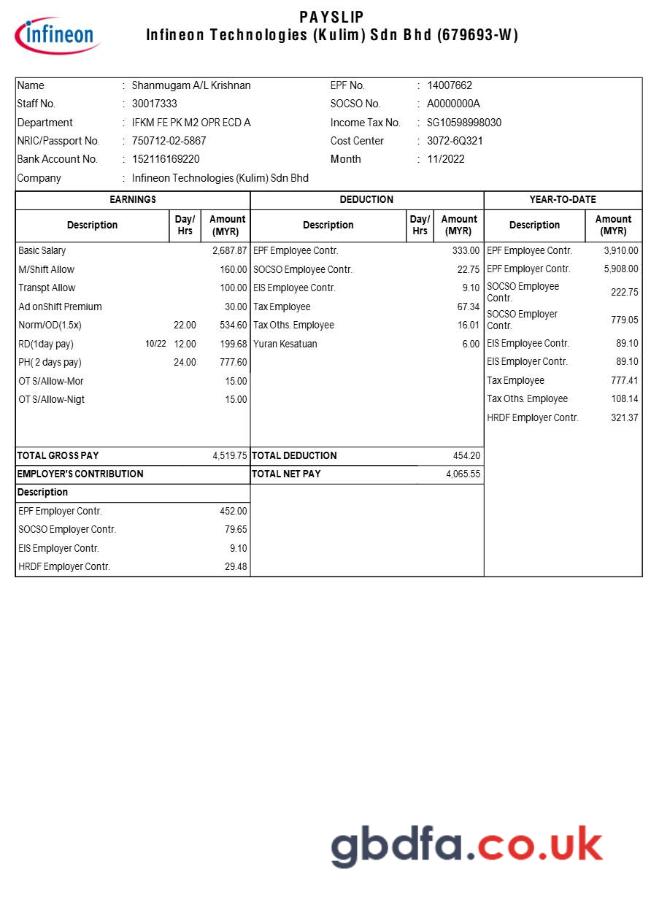 infineon
PAYSLIP
Infineon Technologies (Kulim) Sdn Bhd (679693-W)
Name : Shanmugam A/L Krishnan EPF No. : 14007662
Staff No. : 30017333 SOCSO No. : A0000000A
Department : IFKM FE PK M2 OPR ECD A Income Tax No. : SG10598998030
NRIC/Passport No. : 750712-02-5867 Cost Center : 3072-6Q321
Bank Account No. : 152116169220 Month : 11/2022
Company : Infineon Technologies (Kulim) Sdn Bhd
EARNINGS DEDUCTION YEAR-TO-DATE
Description Day/ Hrs Amount (MYR) Description Day/ Hrs Amount (MYR) Description Amount (MYR)
Basic Salary 2,687.87 EPF Employee Contr. 333.00 EPF Employee Contr. 3,910.00
M/Shift Allow 160.00 SOCSO Employee Contr. 22.75 EPF Employer Contr. 5,908.00
Transpt Allow 100.00 EIS Employee Contr. 9.10 SOCSO Employee Contr. 222.75
Ad onShift Premium 30.00 Tax Employee 67.34 SOCSO Employer Contr. 779.05
Norm/OD(1.5x) 22.00 534.60 Tax Oths. Employee 16.01
RD(1day pay) 10/22 12.00 199.68 Yuran Kesatuan 6.00 EIS Employee Contr. 89.10
PH( 2 days pay) 24.00 777.60 EIS Employer Contr. 89.10
OT S/Allow-Mor 15.00 Tax Employee 777.41
OT S/Allow-Nigt 15.00 Tax Oths. Employee 108.14
HRDF Employer Contr. 321.37
TOTAL GROSS PAY 4,519.75 TOTAL DEDUCTION 454.20
EMPLOYER'S CONTRIBUTION TOTAL NET PAY 4,065.55
Description
EPF Employer Contr. 452.00
SOCSO Employer Contr. 79.65
EIS Employer Contr. 9.10
HRDF Employer Contr. 29.48
gbdfa.co.uk